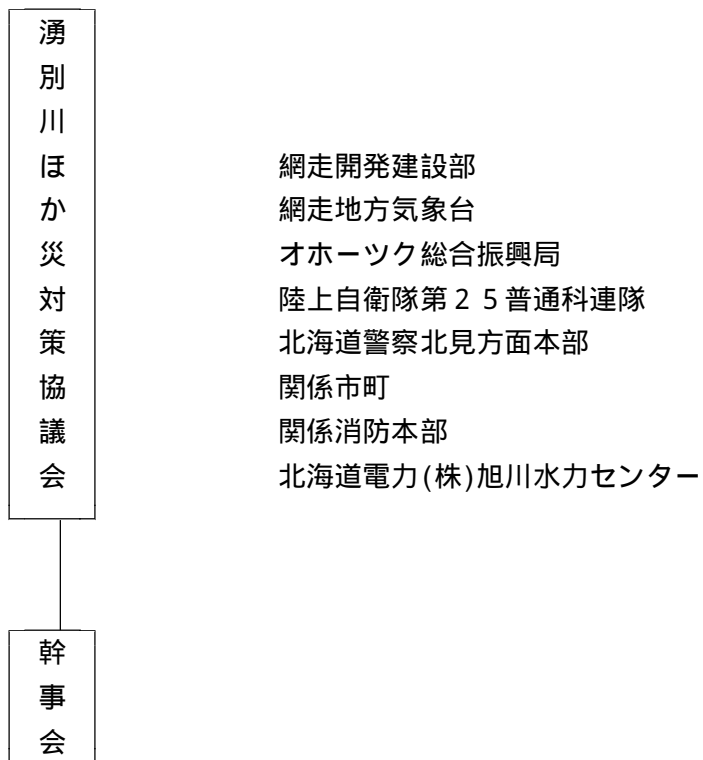 湧別川ほか災対策協議会
網走開発建設部
網走地方気象台
オホーツク総合振興局
陸上自衛隊第２５普通科連隊
北海道警察北見方面本部
関係市町
関係消防本部
北海道電力(株)旭川水力センター
幹事会